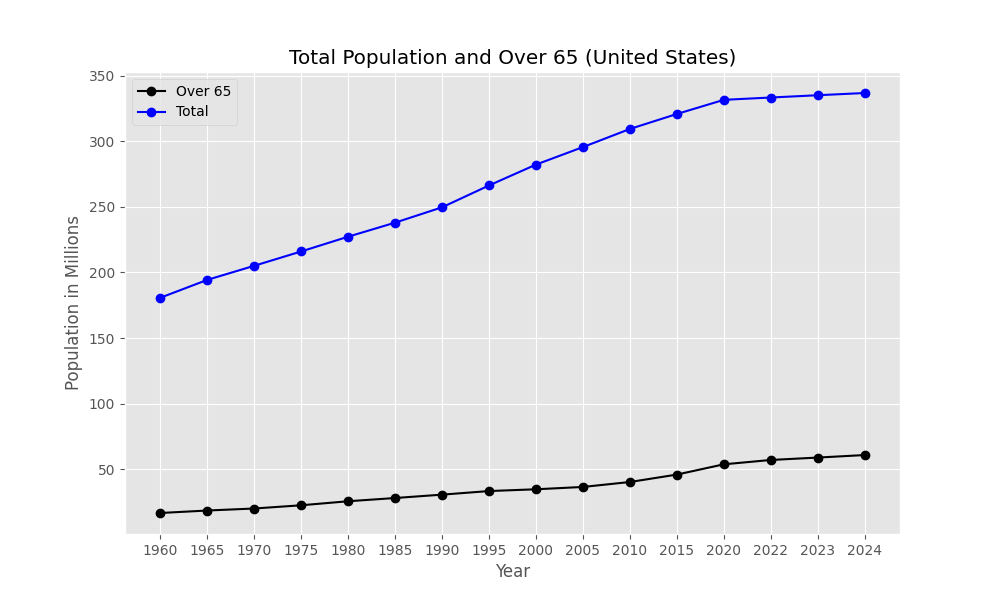 Total Population and Over 65 (United States)
Over 65
Total
350
300
250
200
150
100
50
Population in Millions
1960 1965 1970 1975 1980 1985 1990 1995 2000 2005 2010 2015 2020 2022 2023 2024
Year